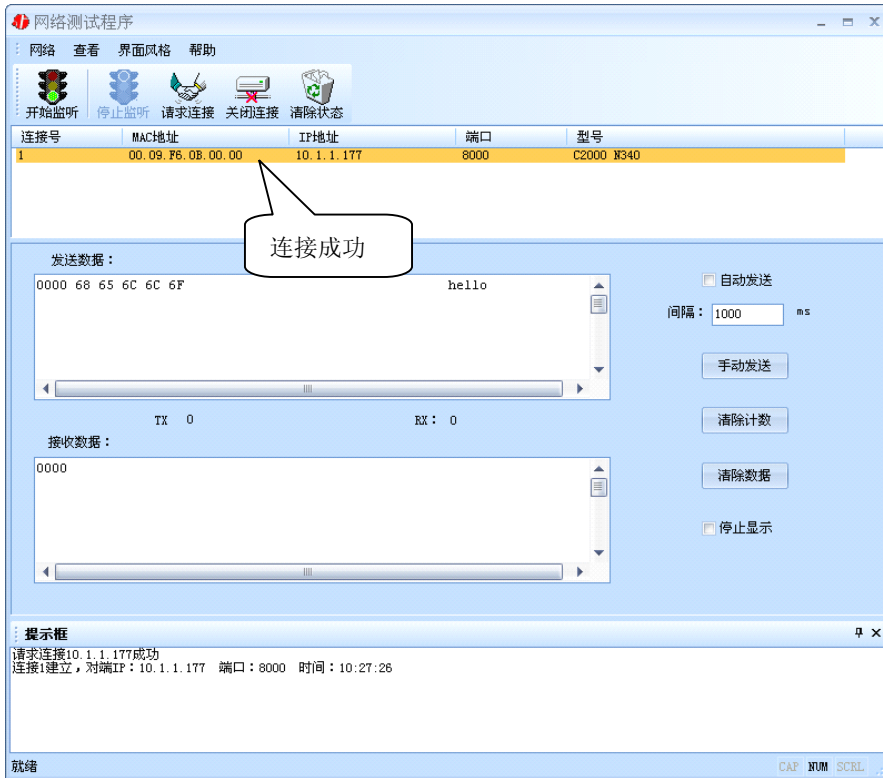 网络测试程序
网络 查看 界面风格 帮助
开始监听 停止监听 请求连接 关闭连接 清除状态
连接号 MAC地址 IP地址 端口 型号
1 00.09.F6.0B.00.00 10.1.1.177 8000 C2000 N340
连接成功
发送数据：
0000 68 65 6C 6C 6F hello
自动发送
间隔： 1000 ms
手动发送
TX 0 RX： 0
清除计数
接收数据：
0000
清除数据
停止显示
提示框
请求连接10.1.1.177成功
连接1建立，对端IP：10.1.1.177 端口：8000 时间：10:27:26
就绪 CAP NUM SCRL